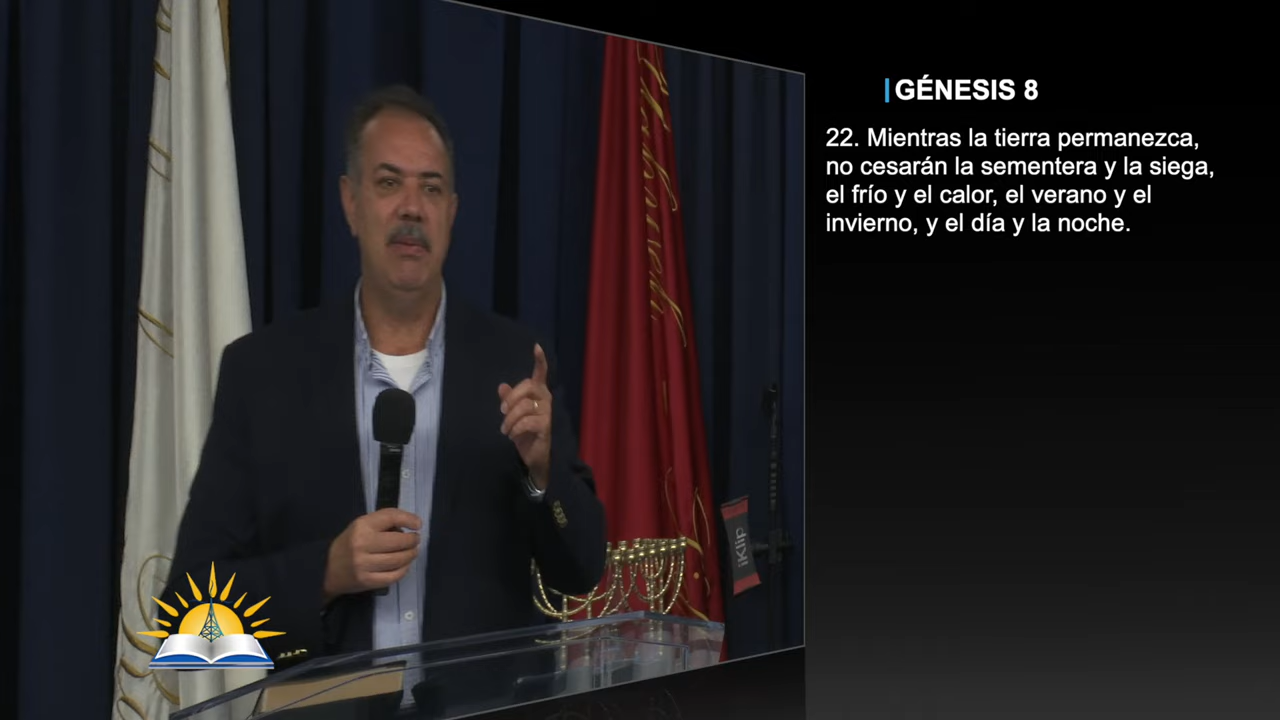 GÉNESIS 8
22. Mientras la tierra permanezca,
no cesarán la sementera y la siega,
el frío y el calor, el verano y el
invierno, y el día y la noche.
iKlip